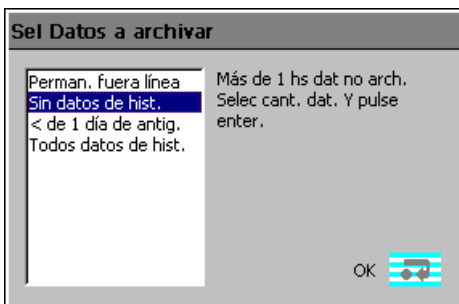 Sel Datos a archivar
Perman. fuera línea
Sin datos de hist.
< de 1 día de antig.
Todos datos de hist.
Más de 1 hs dat no arch.
Selec cant. dat. Y pulse
enter.
OK